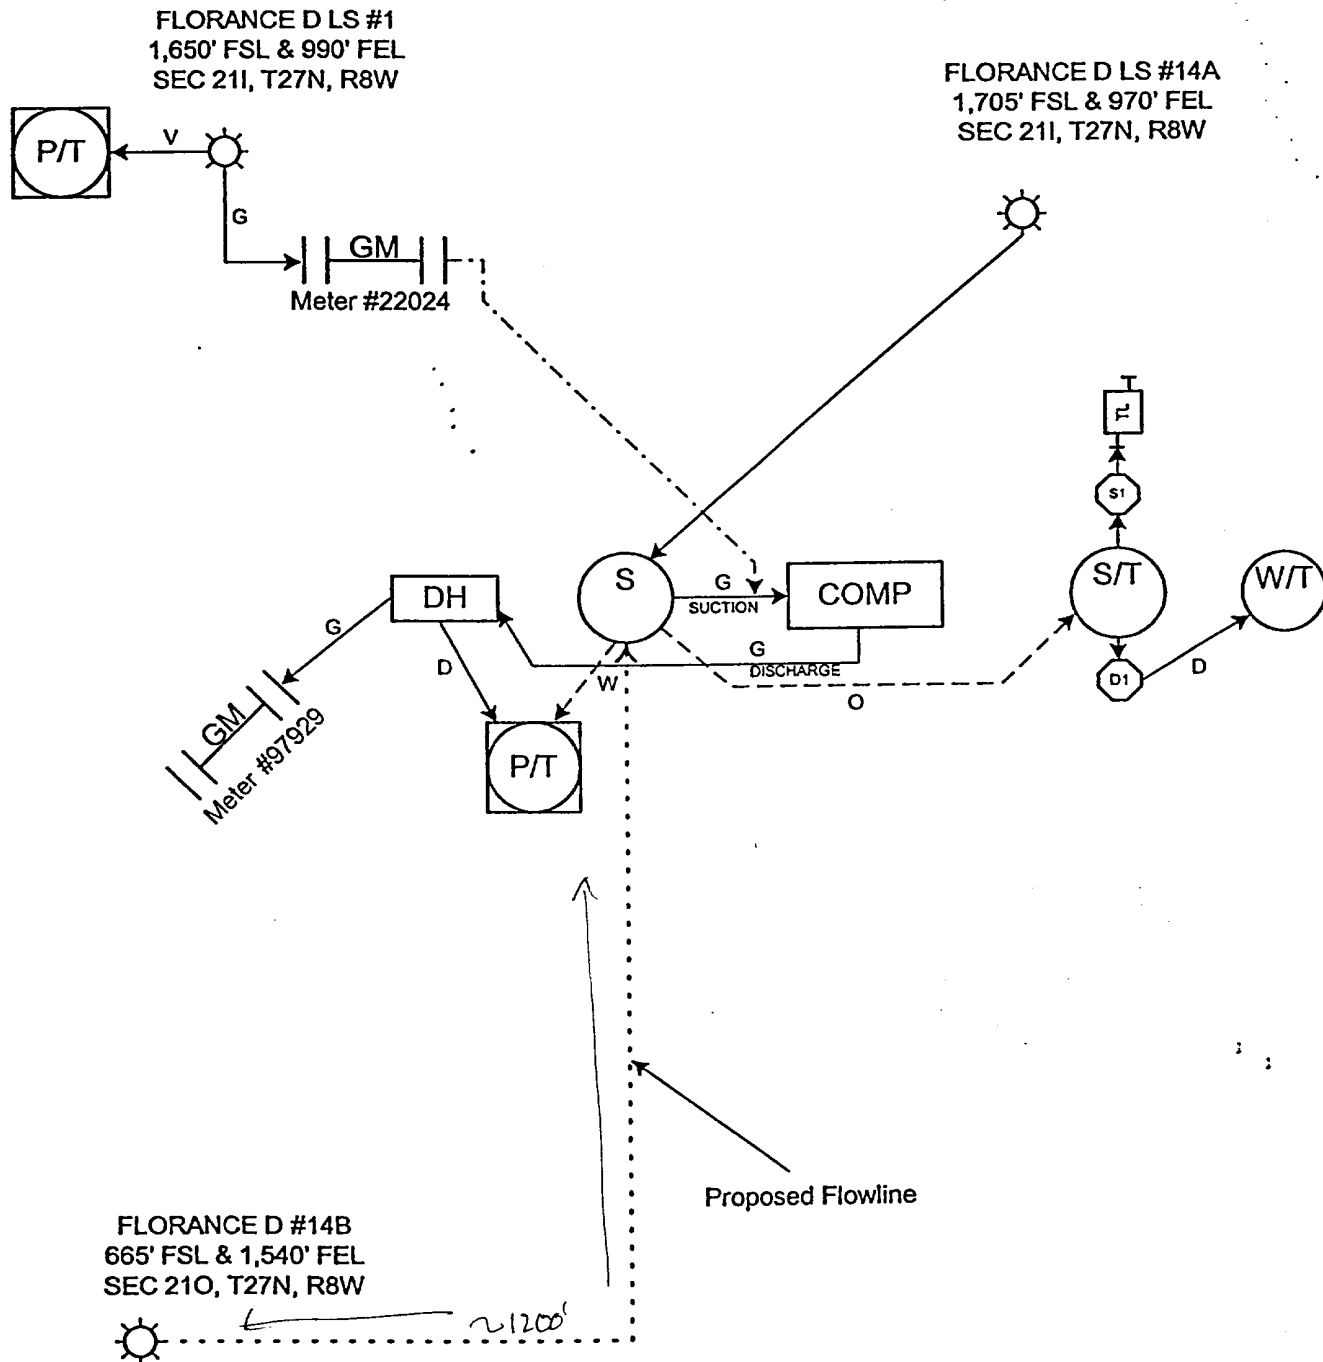 FLORANCE D LS #1
1,650' FSL & 990' FEL
SEC 21I, T27N, R8W
FLORANCE D LS #14A
1,705' FSL & 970' FEL
SEC 21I, T27N, R8W
P/T
V
G
GM
Meter #22024
TL
S1
S
G
SUCTION
COMP
S/T
W/T
DH
G
D
W
G
DISCHARGE
O
D1
D
GM
Meter #97929
P/T
Proposed Flowline
FLORANCE D #14B
665' FSL & 1,540' FEL
SEC 21O, T27N, R8W
~1200'